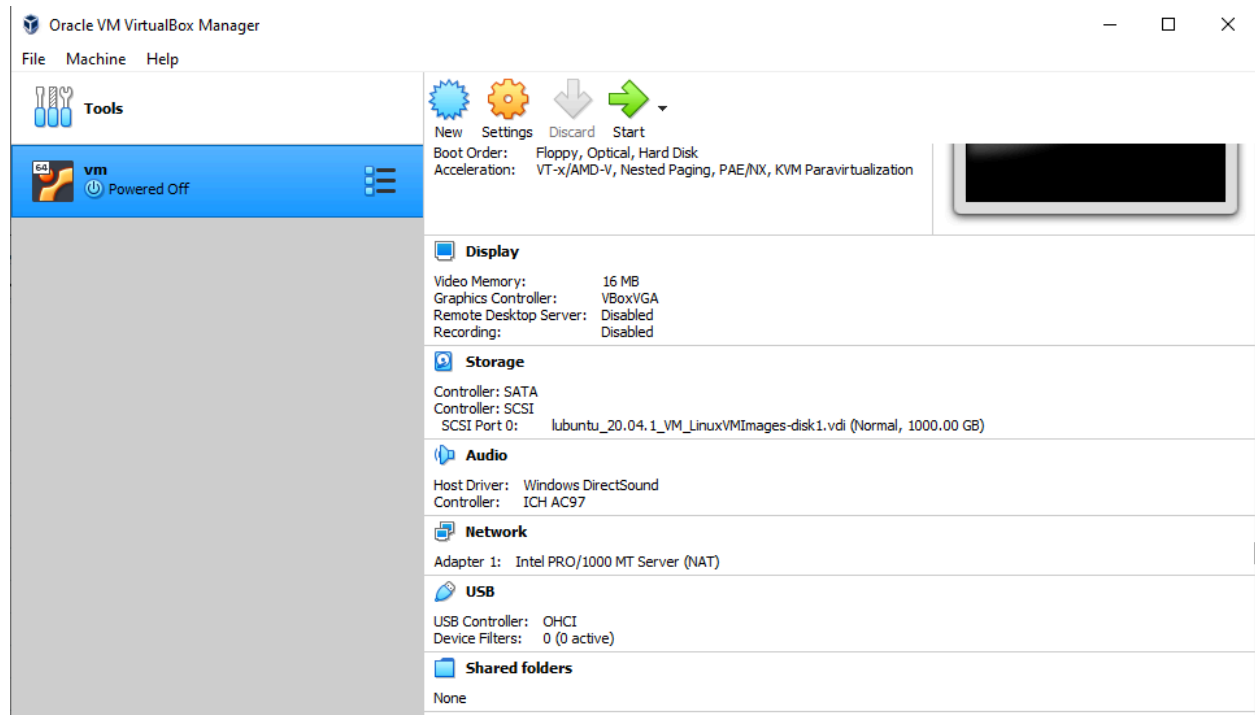 Oracle VM VirtualBox Manager
File Machine Help
Tools
New Settings Discard Start
64
vm
Powered Off
Boot Order: Floppy, Optical, Hard Disk
Acceleration: VT-x/AMD-V, Nested Paging, PAE/NX, KVM Paravirtualization
Display
Video Memory: 16 MB
Graphics Controller: VBoxVGA
Remote Desktop Server: Disabled
Recording: Disabled
Storage
Controller: SATA
Controller: SCSI
SCSI Port 0: lubuntu_20.04.1_VM_LinuxVMImages-disk1.vdi (Normal, 1000.00 GB)
Audio
Host Driver: Windows DirectSound
Controller: ICH AC97
Network
Adapter 1: Intel PRO/1000 MT Server (NAT)
USB
USB Controller: OHCI
Device Filters: 0 (0 active)
Shared folders
None